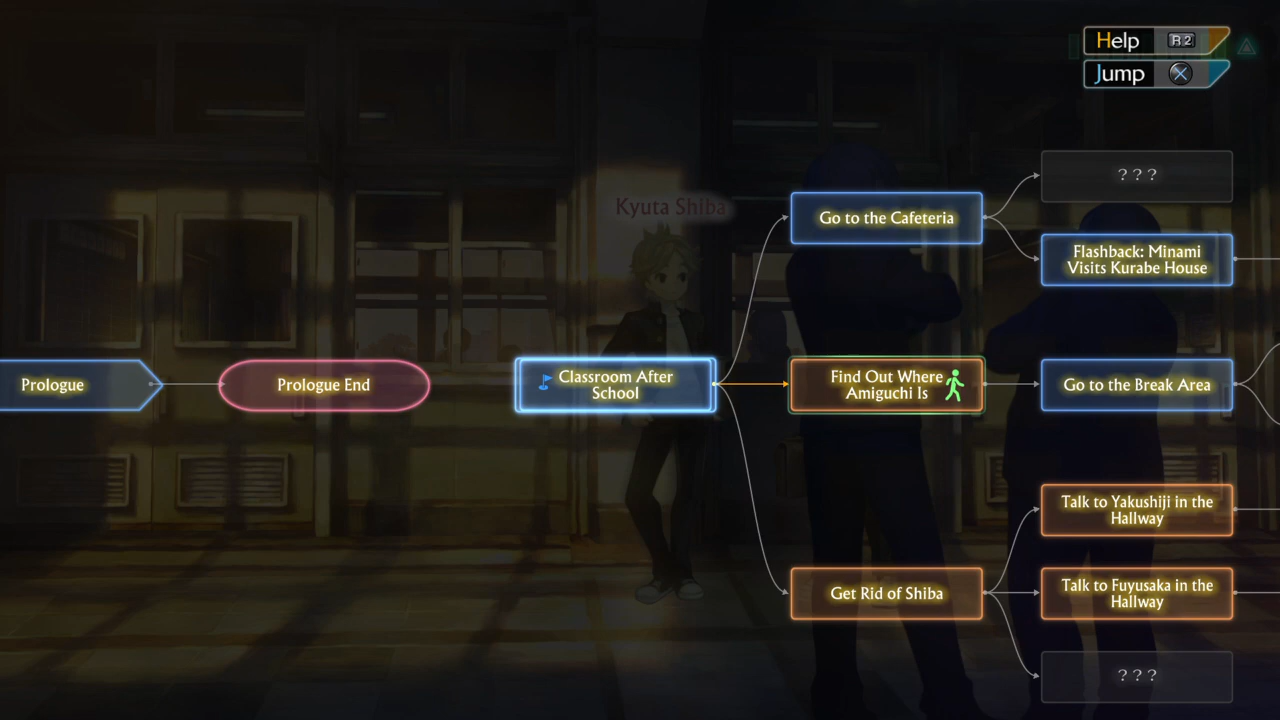 Help R2
Jump
? ? ?
Kyuta Shiba
Go to the Cafeteria
Flashback: Minami
Visits Kurabe House
Prologue
Prologue End
Classroom After
School
Find Out Where
Amiguchi Is
Go to the Break Area
Talk to Yakushiji in the
Hallway
Get Rid of Shiba
Talk to Fuyusaka in the
Hallway
? ? ?